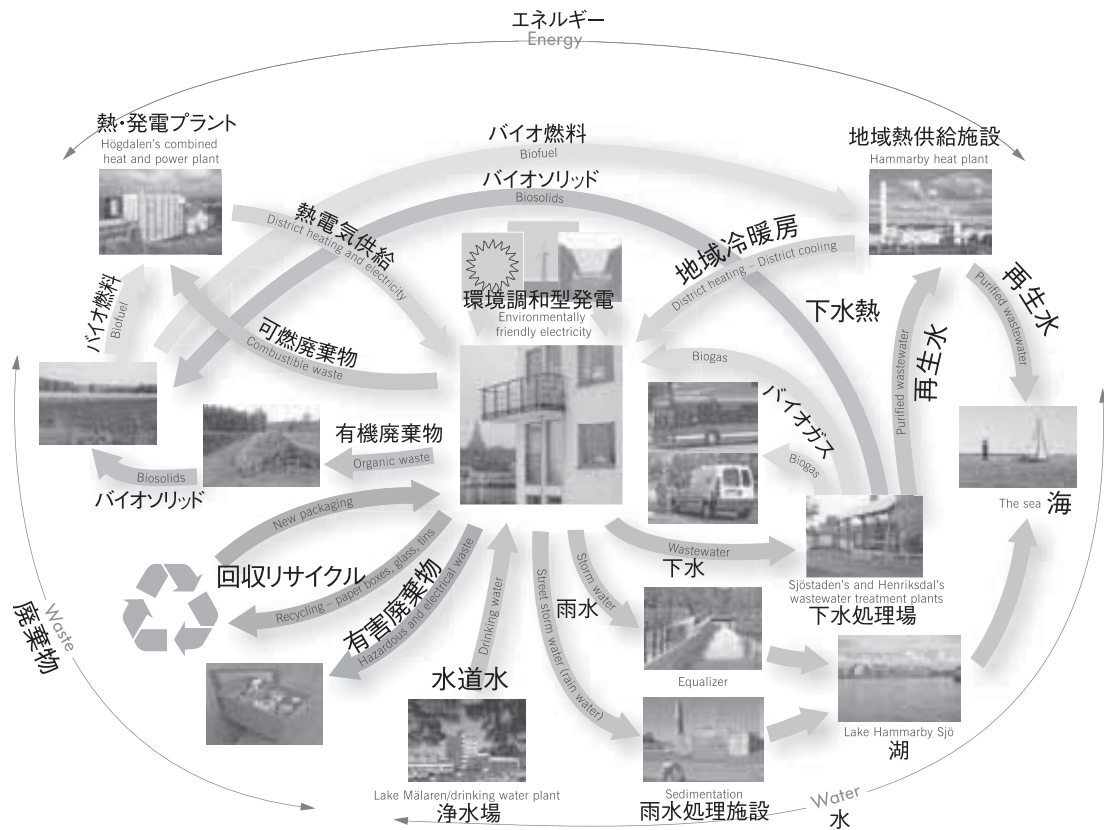 エネルギー
Energy
熱・発電プラント
Högdalen's combined
heat and power plant
バイオ燃料
Biofuel
バイオソリッド
Biosolids
地域熱供給施設
Hammarby heat plant
熱電気供給
District heating and electricity
環境調和型発電
Environmentally
friendly electricity
地域冷暖房
District heating – District cooling
下水熱
再生水
Purified wastewater
再生水
Purified wastewater
バイオ燃料
Biofuel
可燃廃棄物
Combustible waste
Biogas
バイオガス
Biogas
有機廃棄物
Organic waste
Biosolids
バイオソリッド
The sea 海
New packaging
回収リサイクル
Recycling – paper boxes, glass, tins
有害廃棄物
Hazardous and electrical waste
水道水
Drinking water
Street storm water (rain water)
雨水
Storm water
Wastewater
下水
Sjöstaden's and Henriksdal's
wastewater treatment plants
下水処理場
Equalizer
Lake Hammarby Sjö
湖
Lake Mälaren/drinking water plant
浄水場
Sedimentation
雨水処理施設
Waste
廃棄物
Water
水